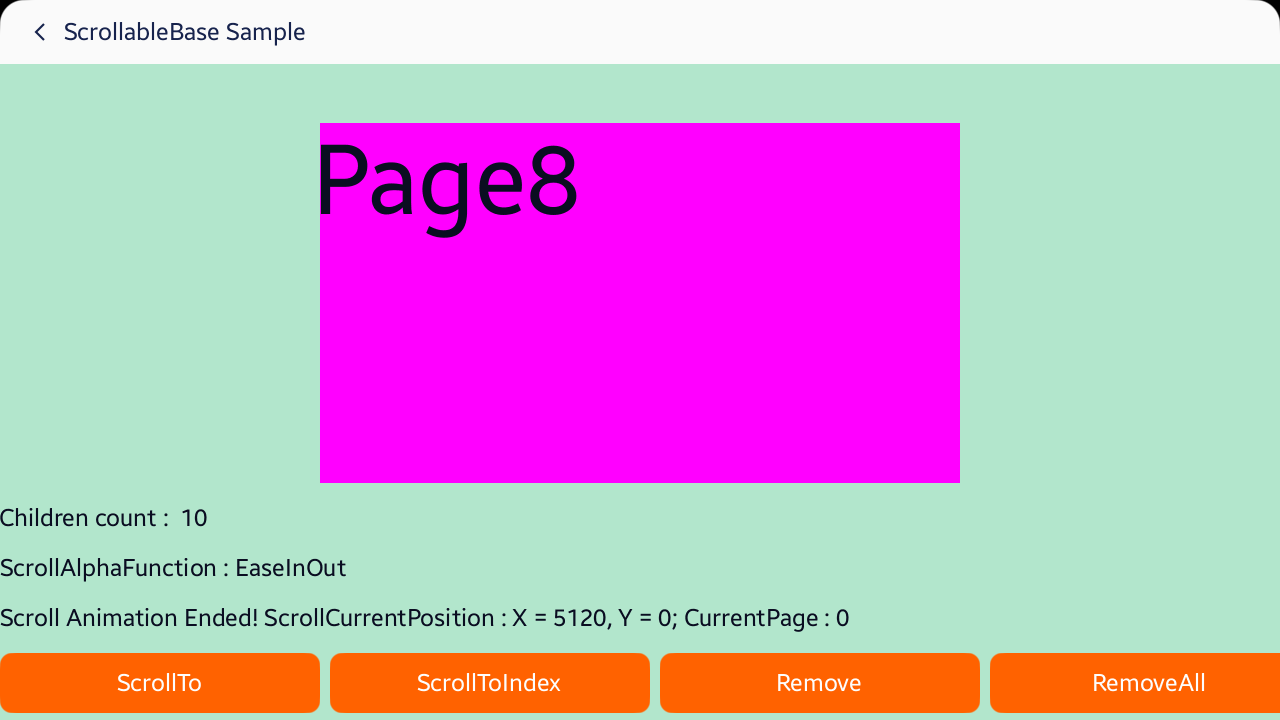 ScrollableBase Sample
Page8
Children count :  10
ScrollAlphaFunction : EaseInOut
Scroll Animation Ended! ScrollCurrentPosition : X = 5120, Y = 0; CurrentPage : 0
ScrollTo
ScrollToIndex
Remove
RemoveAll